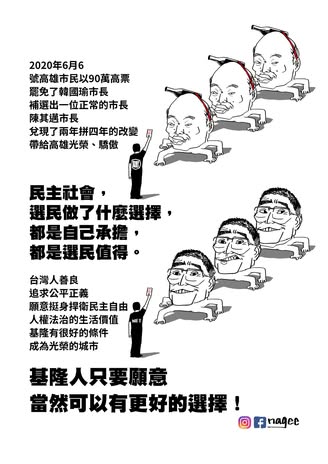 2020年6月6
號高雄市民以90萬高票
罷免了韓國瑜市長
補選出一位正常的市長
陳其邁市長
兌現了兩年拼四年的改變
帶給高雄光榮、驕傲
民主社會，
選民做了什麼選擇，
都是自己承擔，
都是選民值得。
台灣人善良
追求公平正義
願意挺身捍衛民主自由
人權法治的生活價值
基隆有很好的條件
成為光榮的城市
基隆人只要願意
當然可以有更好的選擇！
nagee